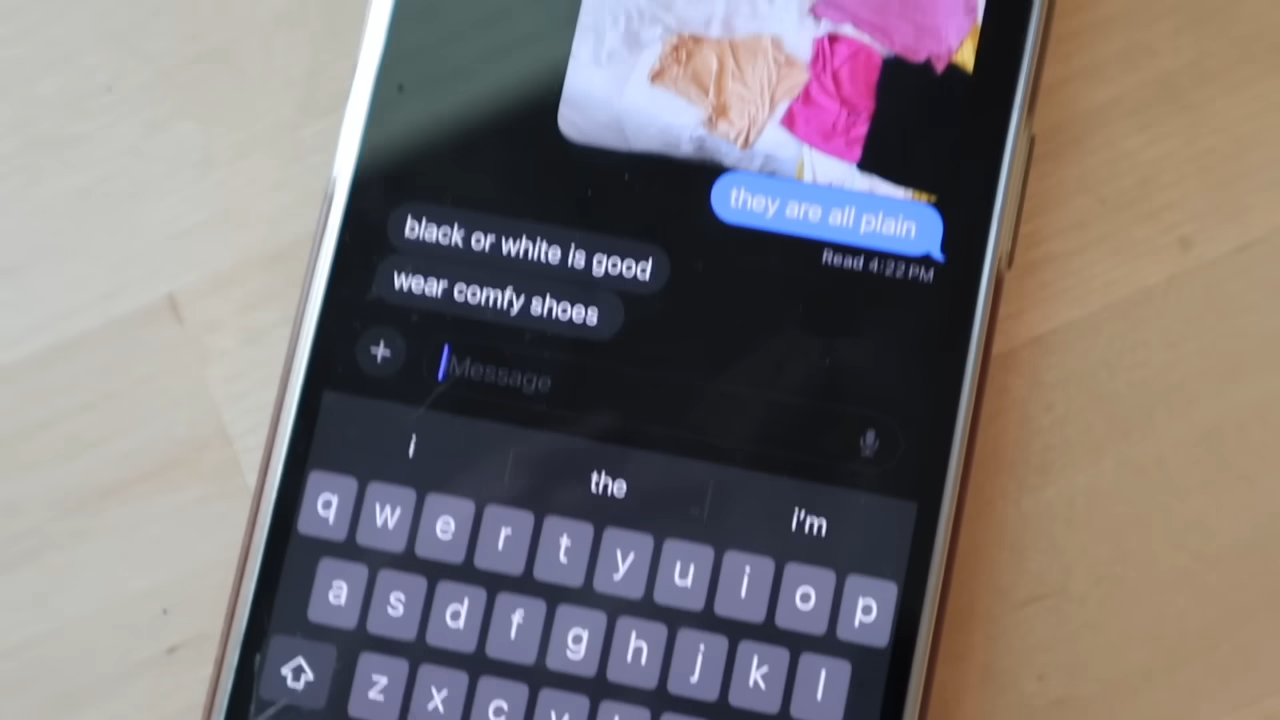 they are all plain
Read 4:22 PM
black or white is good
wear comfy shoes
Message
i the i'm
q w e r t y u i o p
a s d f g h j k l
z x c v